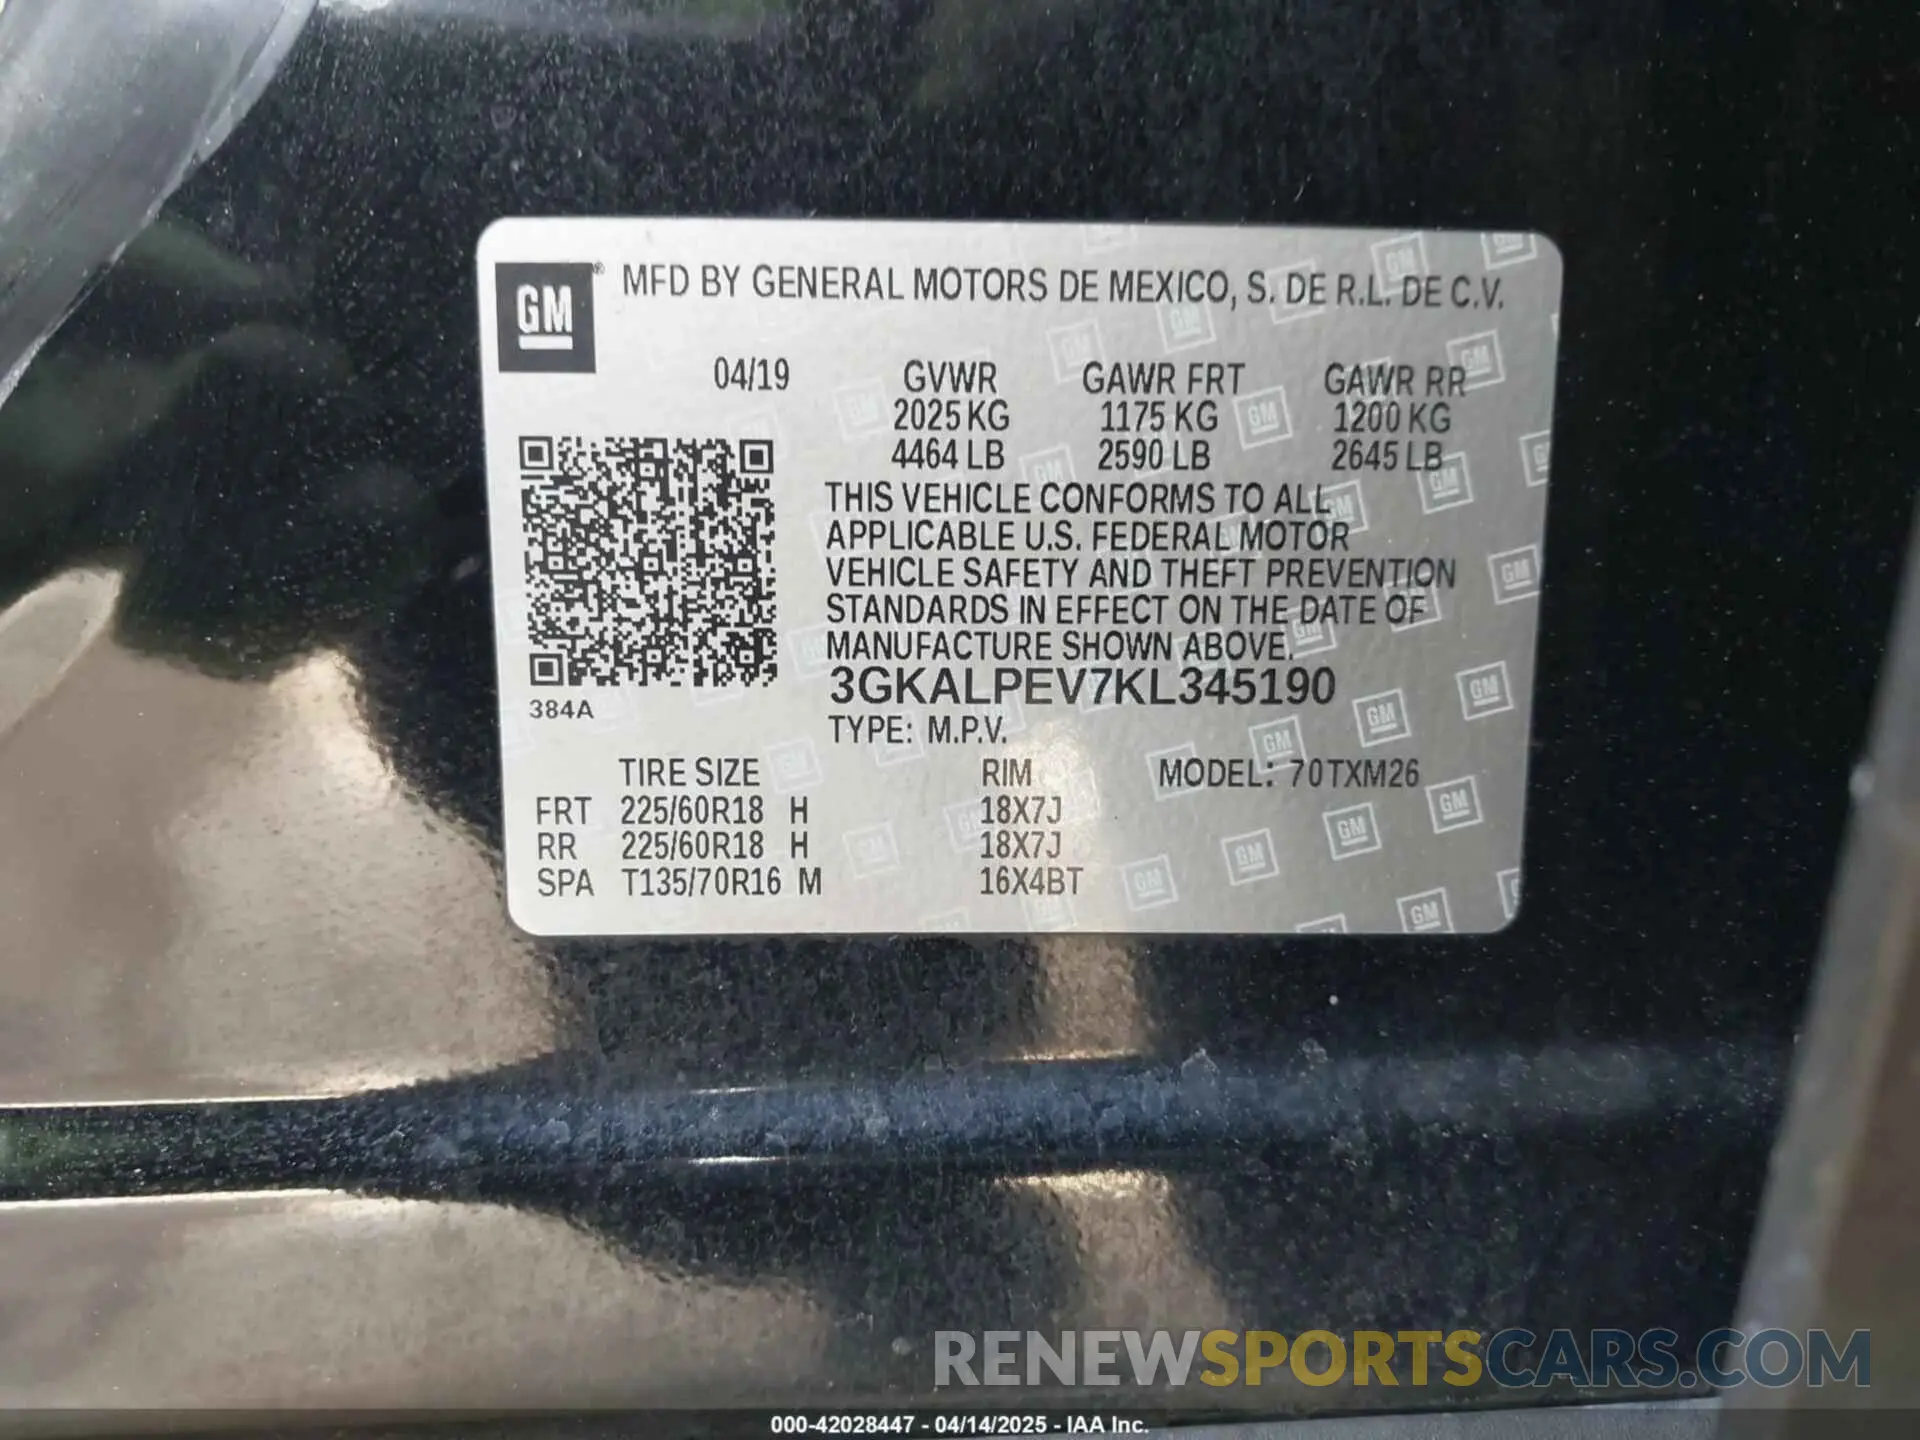 GM
MFD BY GENERAL MOTORS DE MEXICO, S. DE R.L. DE C.V.
04/19 GVWR GAWR FRT GAWR RR
2025 KG 1175 KG 1200 KG
4464 LB 2590 LB 2645 LB
THIS VEHICLE CONFORMS TO ALL
APPLICABLE U.S. FEDERAL MOTOR
VEHICLE SAFETY AND THEFT PREVENTION
STANDARDS IN EFFECT ON THE DATE OF
MANUFACTURE SHOWN ABOVE.
3GKALPEV7KL345190
384A
TYPE: M.P.V.
TIRE SIZE RIM MODEL: 70TXM26
FRT 225/60R18 H 18X7J
RR 225/60R18 H 18X7J
SPA T135/70R16 M 16X4BT
RENEWSPORTSCARS.COM
000-42028447 - 04/14/2025 - IAA Inc.